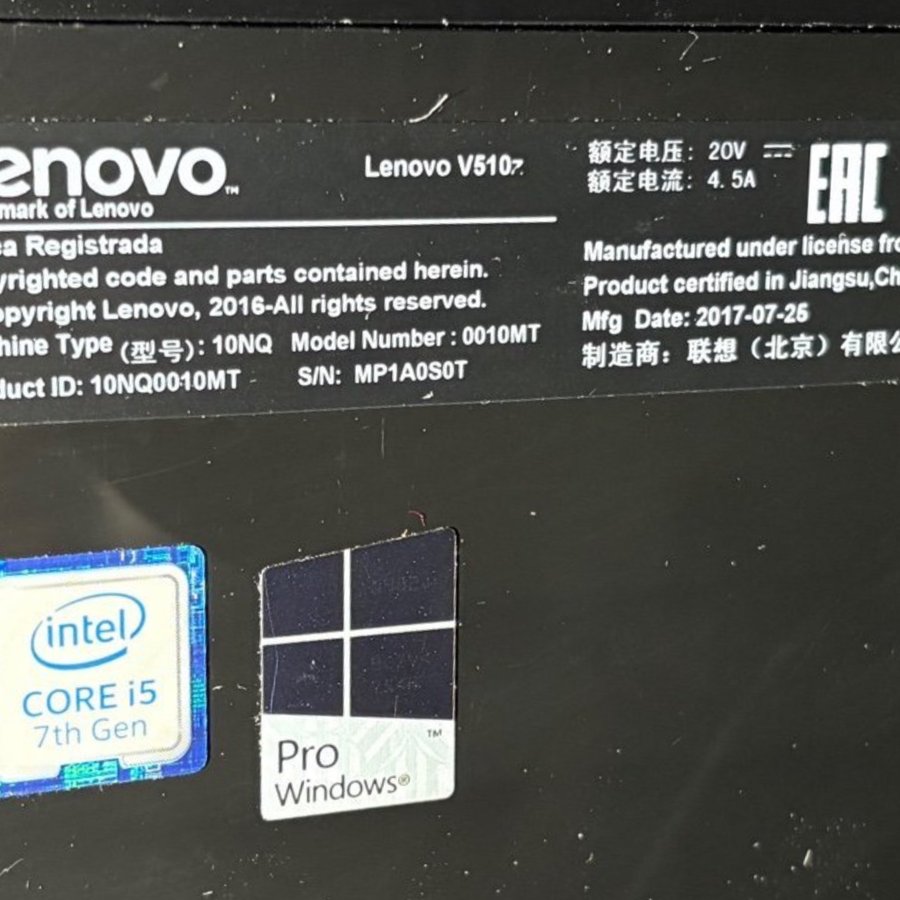 enovo™
mark of Lenovo
Lenovo V510z
ca Registrada
yrighted code and parts contained herein.
opyright Lenovo, 2016-All rights reserved.
hine Type (型号): 10NQ Model Number : 0010MT
duct ID: 10NQ0010MT S/N: MP1A0S0T
额定电压: 20V ⎓
额定电流: 4.5A
EAC
Manufactured under license fro
Product certified in Jiangsu,Ch
Mfg Date: 2017-07-26
制造商: 联想（北京）有限公
intel
CORE i5
7th Gen
Pro
Windows®
™